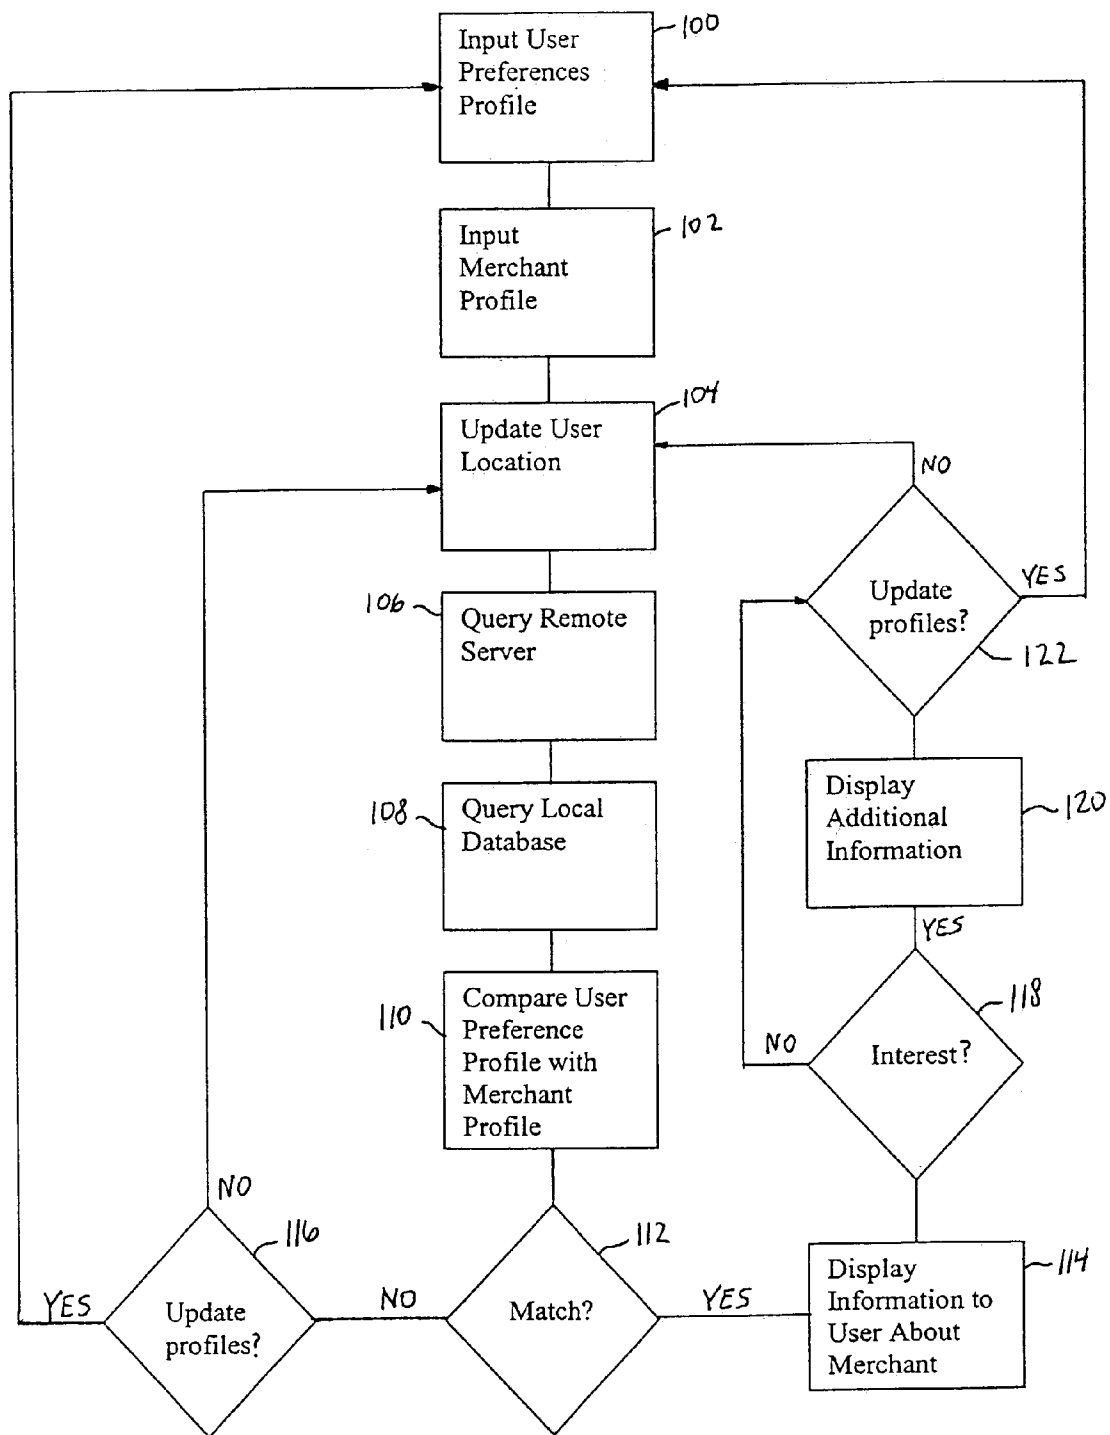 Input User
Preferences
Profile
100
Input
Merchant
Profile
102
Update User
Location
104
NO
Update
profiles?
YES
122
106
Query Remote
Server
108
Query Local
Database
Display
Additional
Information
120
YES
110
Compare User
Preference
Profile with
Merchant
Profile
NO
Interest?
118
NO
116
Update
profiles?
YES
NO
112
Match?
YES
Display
Information to
User About
Merchant
114